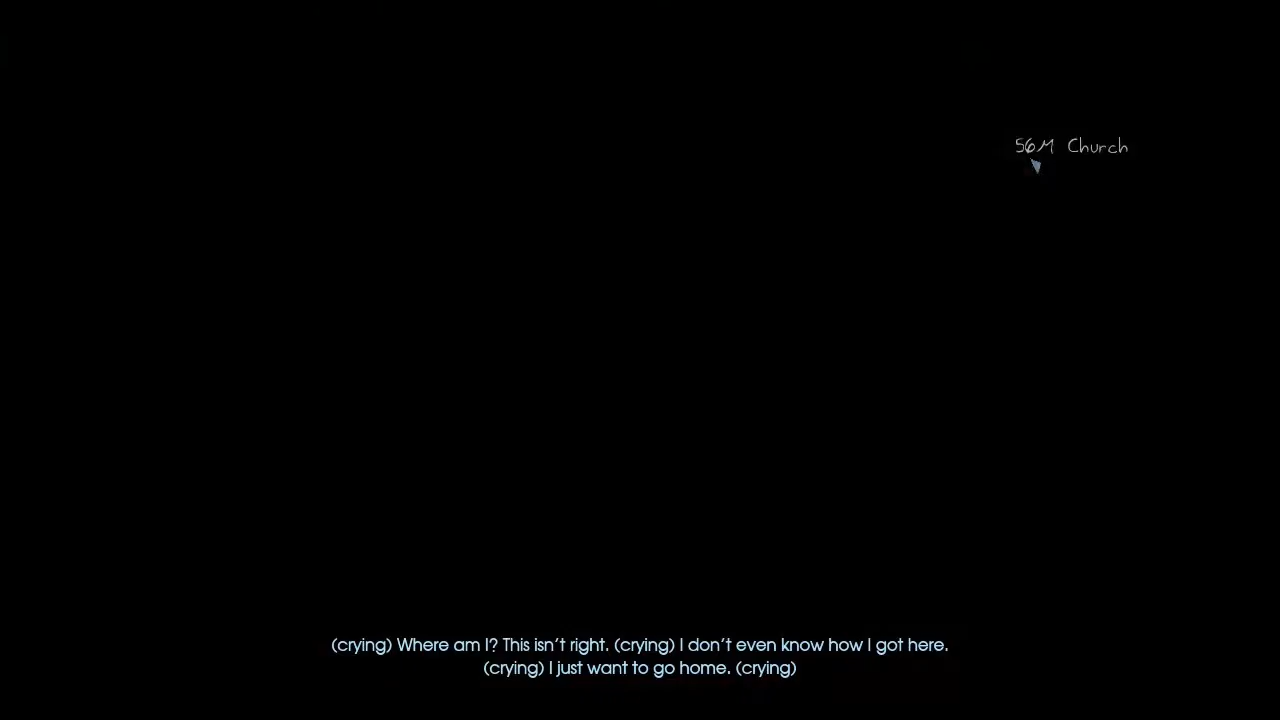 56M Church
(crying) Where am I? This isn't right. (crying) I don't even know how I got here.
(crying) I just want to go home. (crying)